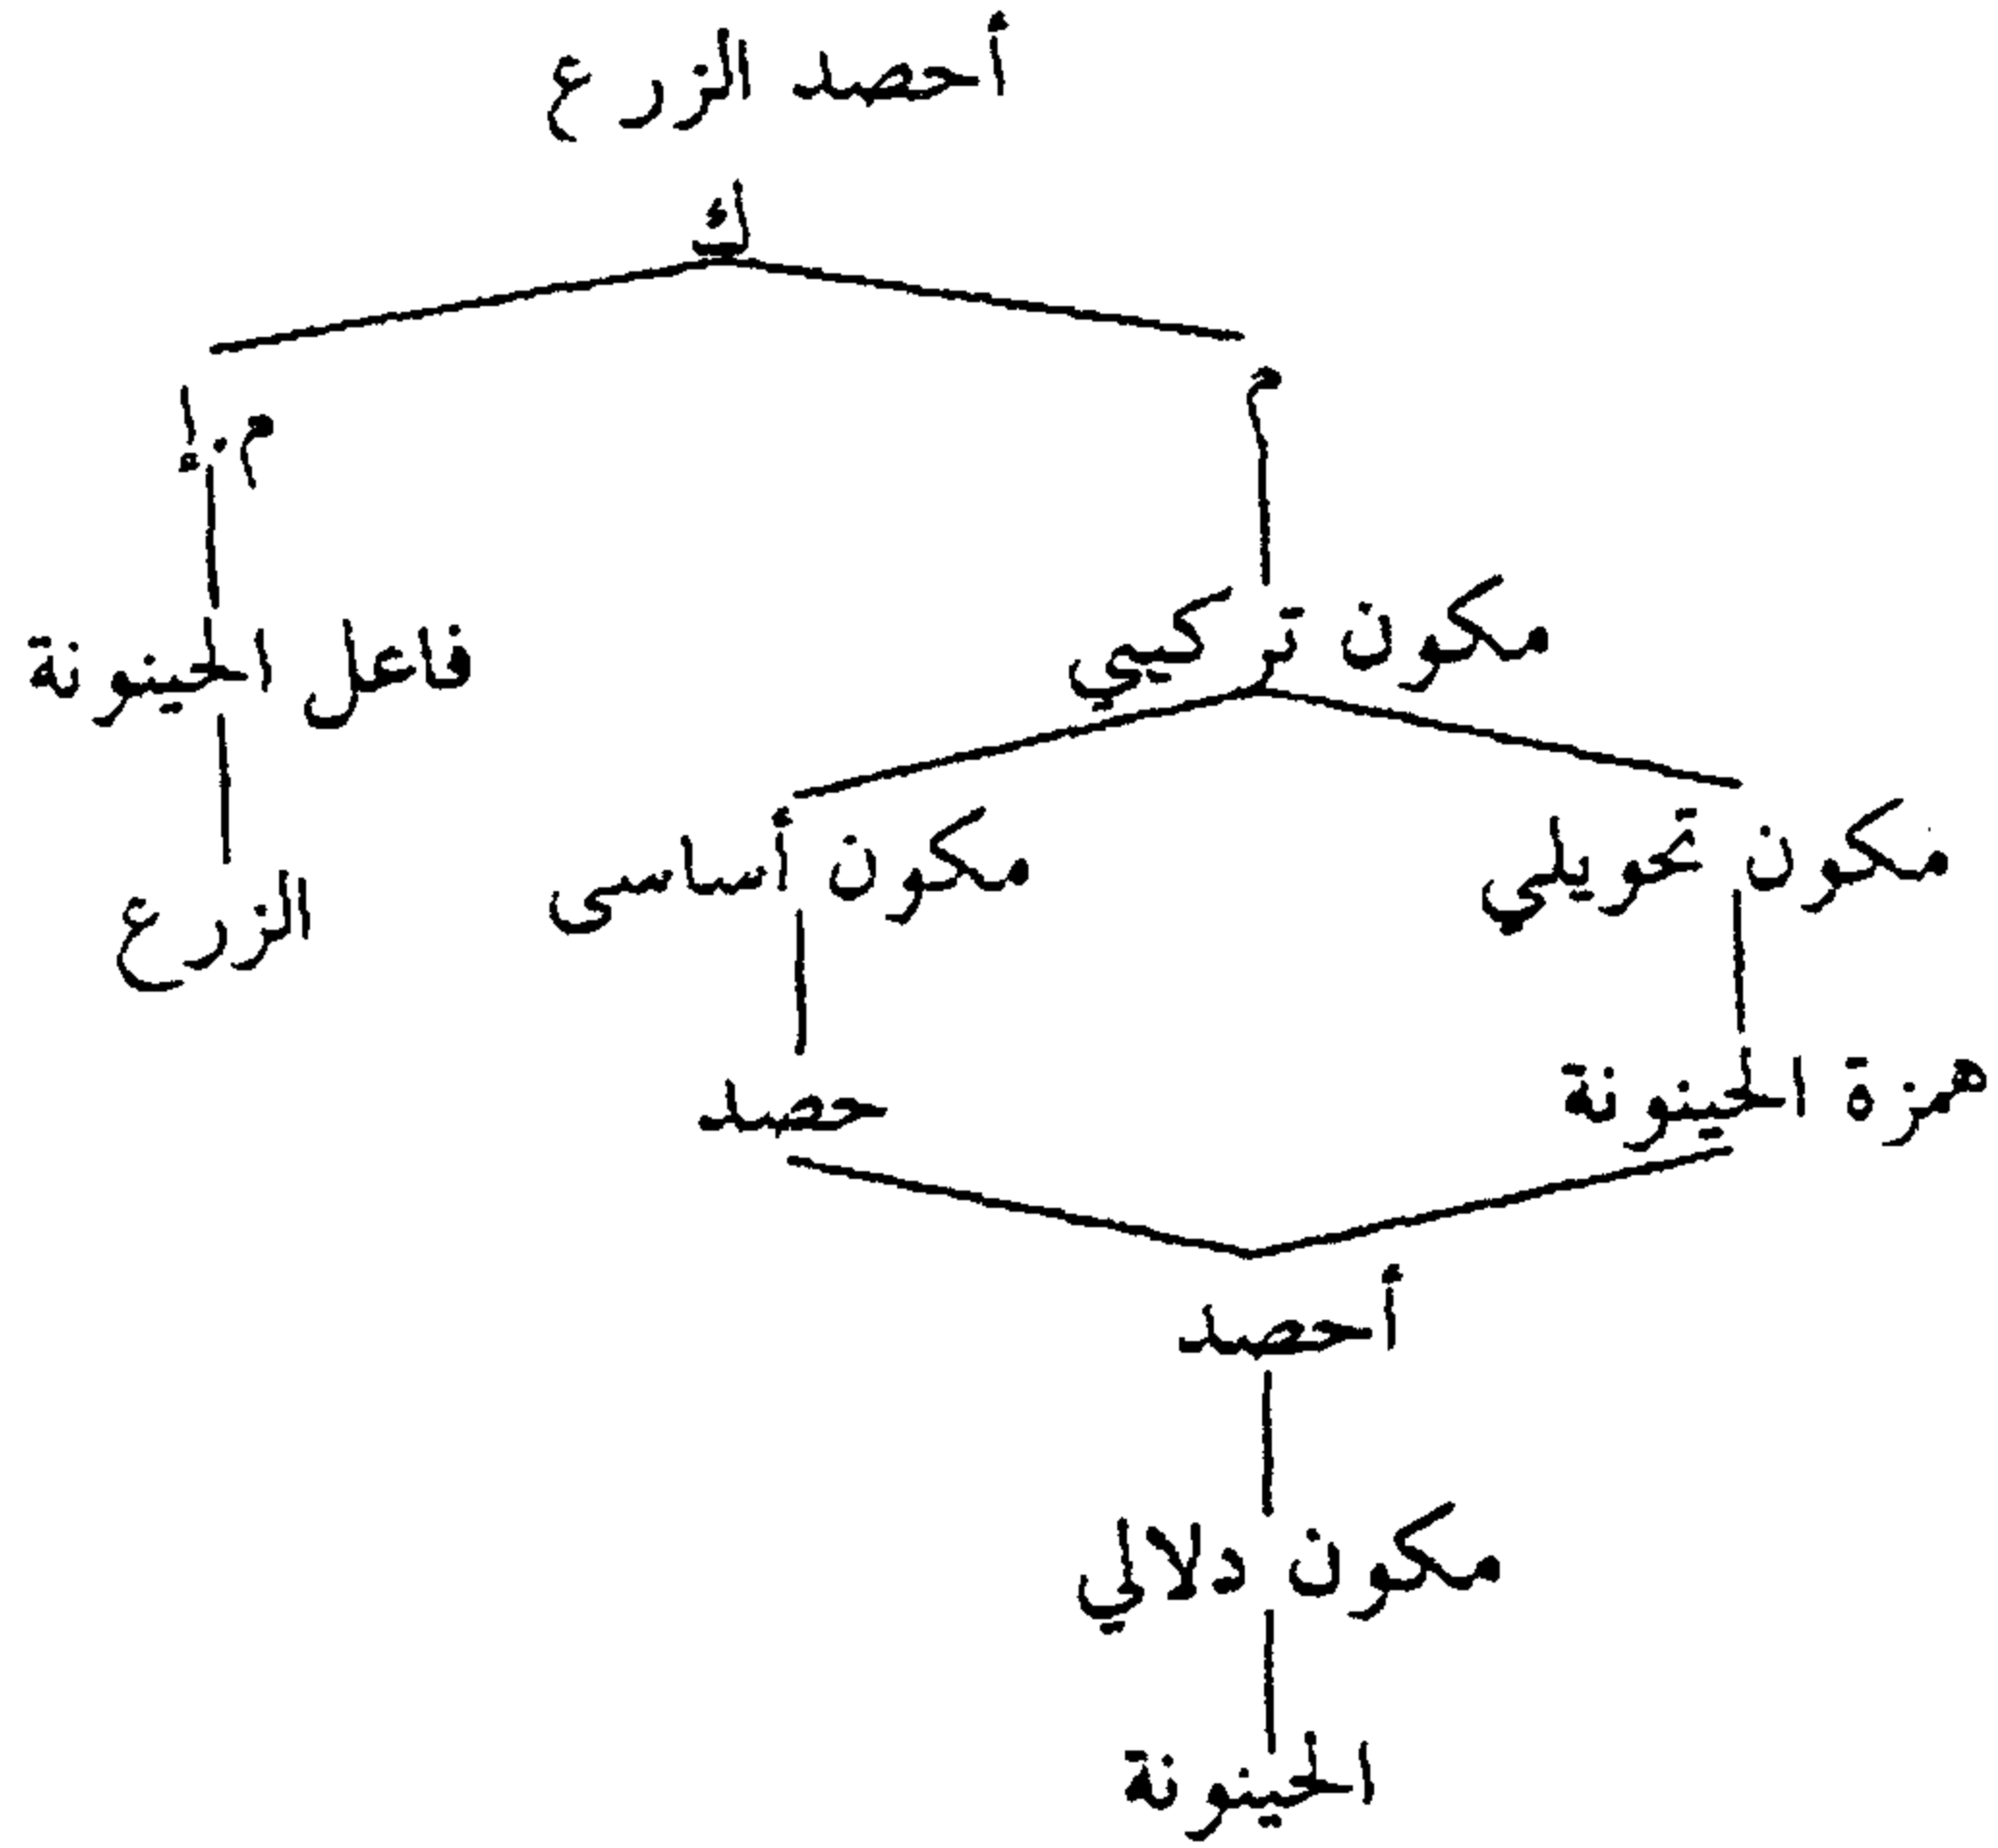 أحصد الزرع
ك
م
م.إ
مكون تركيبي
فاعل الحينونة
مكون تحويلي
مكون أساسى
الزرع
همزة الحينونة
حصد
أحصد
مكون دلالي
الحينونة